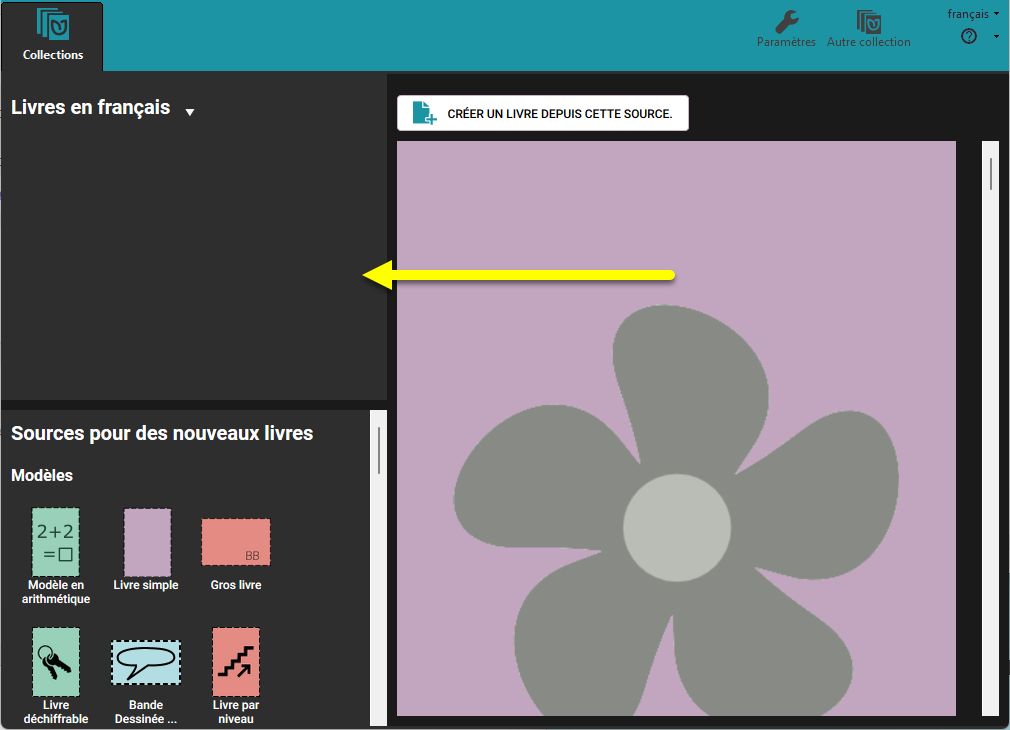 Collections
Paramètres
Autre collection
français
Livres en français
CRÉER UN LIVRE DEPUIS CETTE SOURCE.
Sources pour des nouveaux livres
Modèles
2+2
=□
BB
Modèle en
arithmétique
Livre simple
Gros livre
Livre
déchiffrable
Bande
Dessinée ...
Livre par
niveau